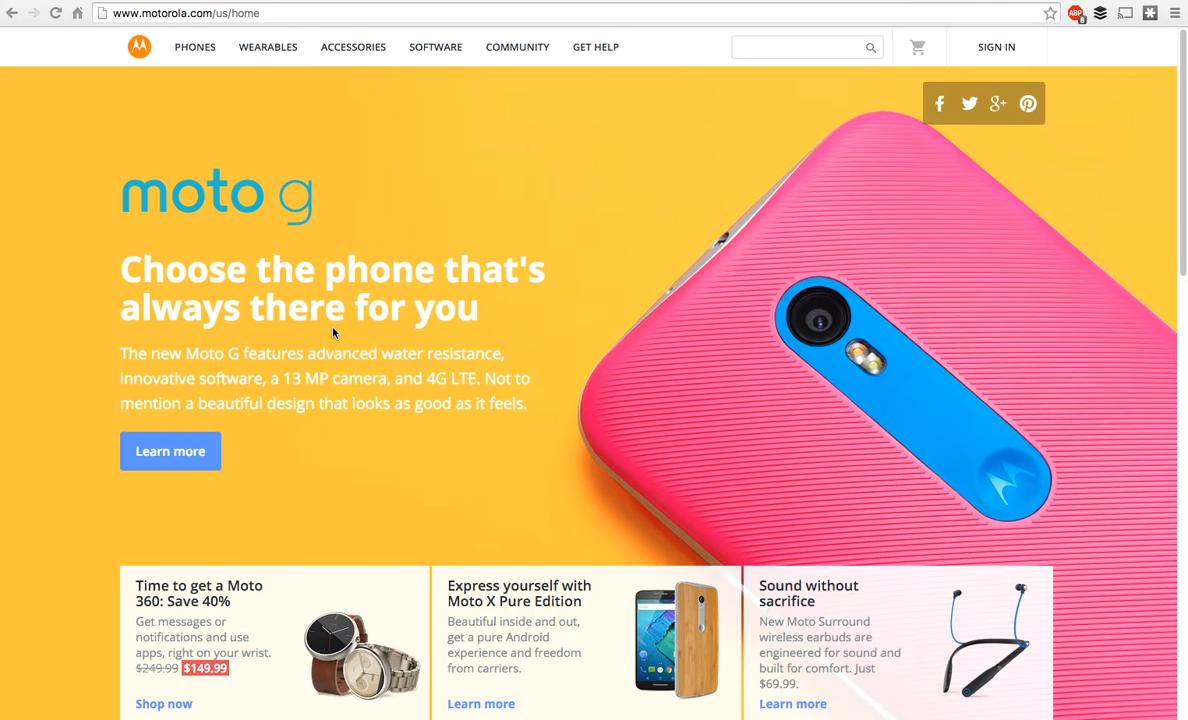 www.motorola.com/us/home
ABP
8
PHONES WEARABLES ACCESSORIES SOFTWARE COMMUNITY GET HELP SIGN IN
moto g
Choose the phone that's
always there for you
The new Moto G features advanced water resistance,
innovative software, a 13 MP camera, and 4G LTE. Not to
mention a beautiful design that looks as good as it feels.
Learn more
Time to get a Moto
360: Save 40%
Get messages or
notifications and use
apps, right on your wrist.
$249.99 $149.99
Shop now
Express yourself with
Moto X Pure Edition
Beautiful inside and out,
get a pure Android
experience and freedom
from carriers.
Learn more
Sound without
sacrifice
New Moto Surround
wireless earbuds are
engineered for sound and
built for comfort. Just
$69.99.
Learn more